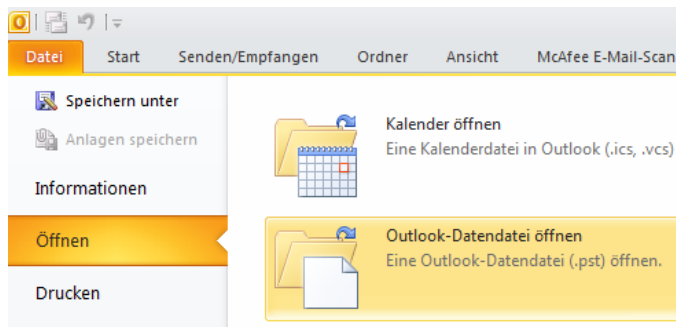 Datei Start Senden/Empfangen Ordner Ansicht McAfee E-Mail-Scan
Speichern unter
Anlagen speichern
Informationen
Öffnen
Drucken
Kalender öffnen
Eine Kalenderdatei in Outlook (.ics, .vcs)
Outlook-Datendatei öffnen
Eine Outlook-Datendatei (.pst) öffnen.